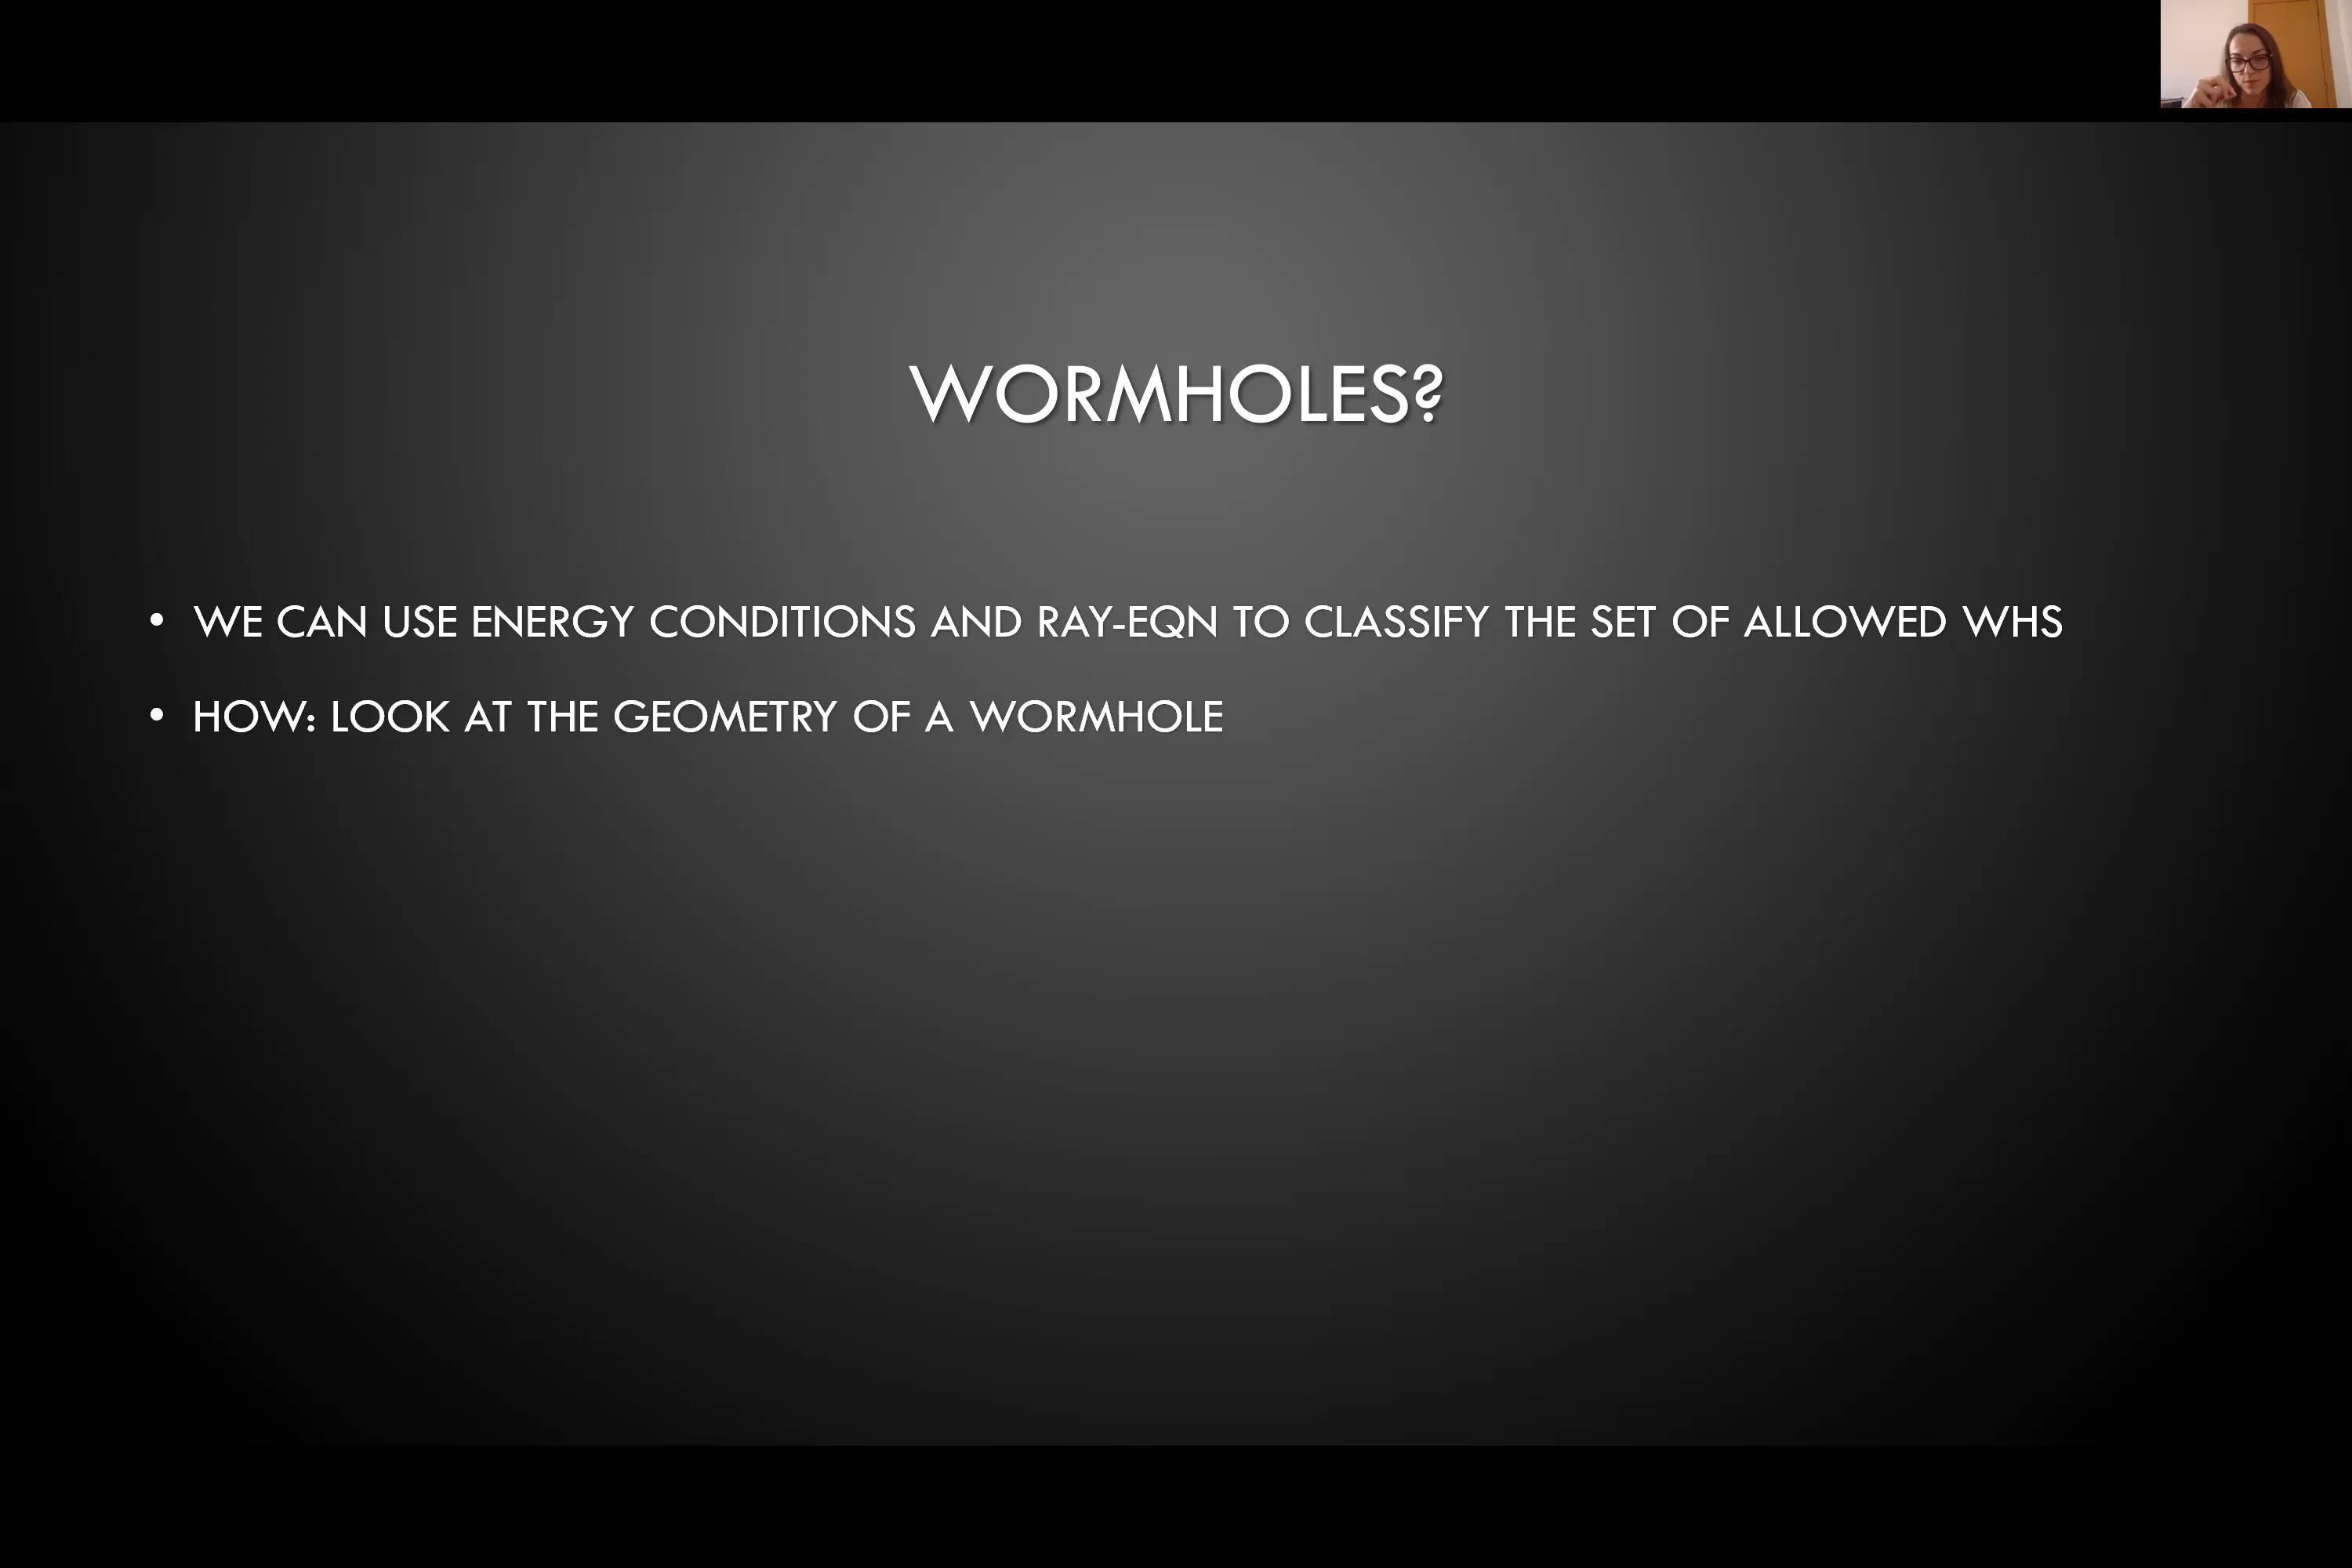 WORMHOLES?
• WE CAN USE ENERGY CONDITIONS AND RAY-EQN TO CLASSIFY THE SET OF ALLOWED WHS
• HOW: LOOK AT THE GEOMETRY OF A WORMHOLE